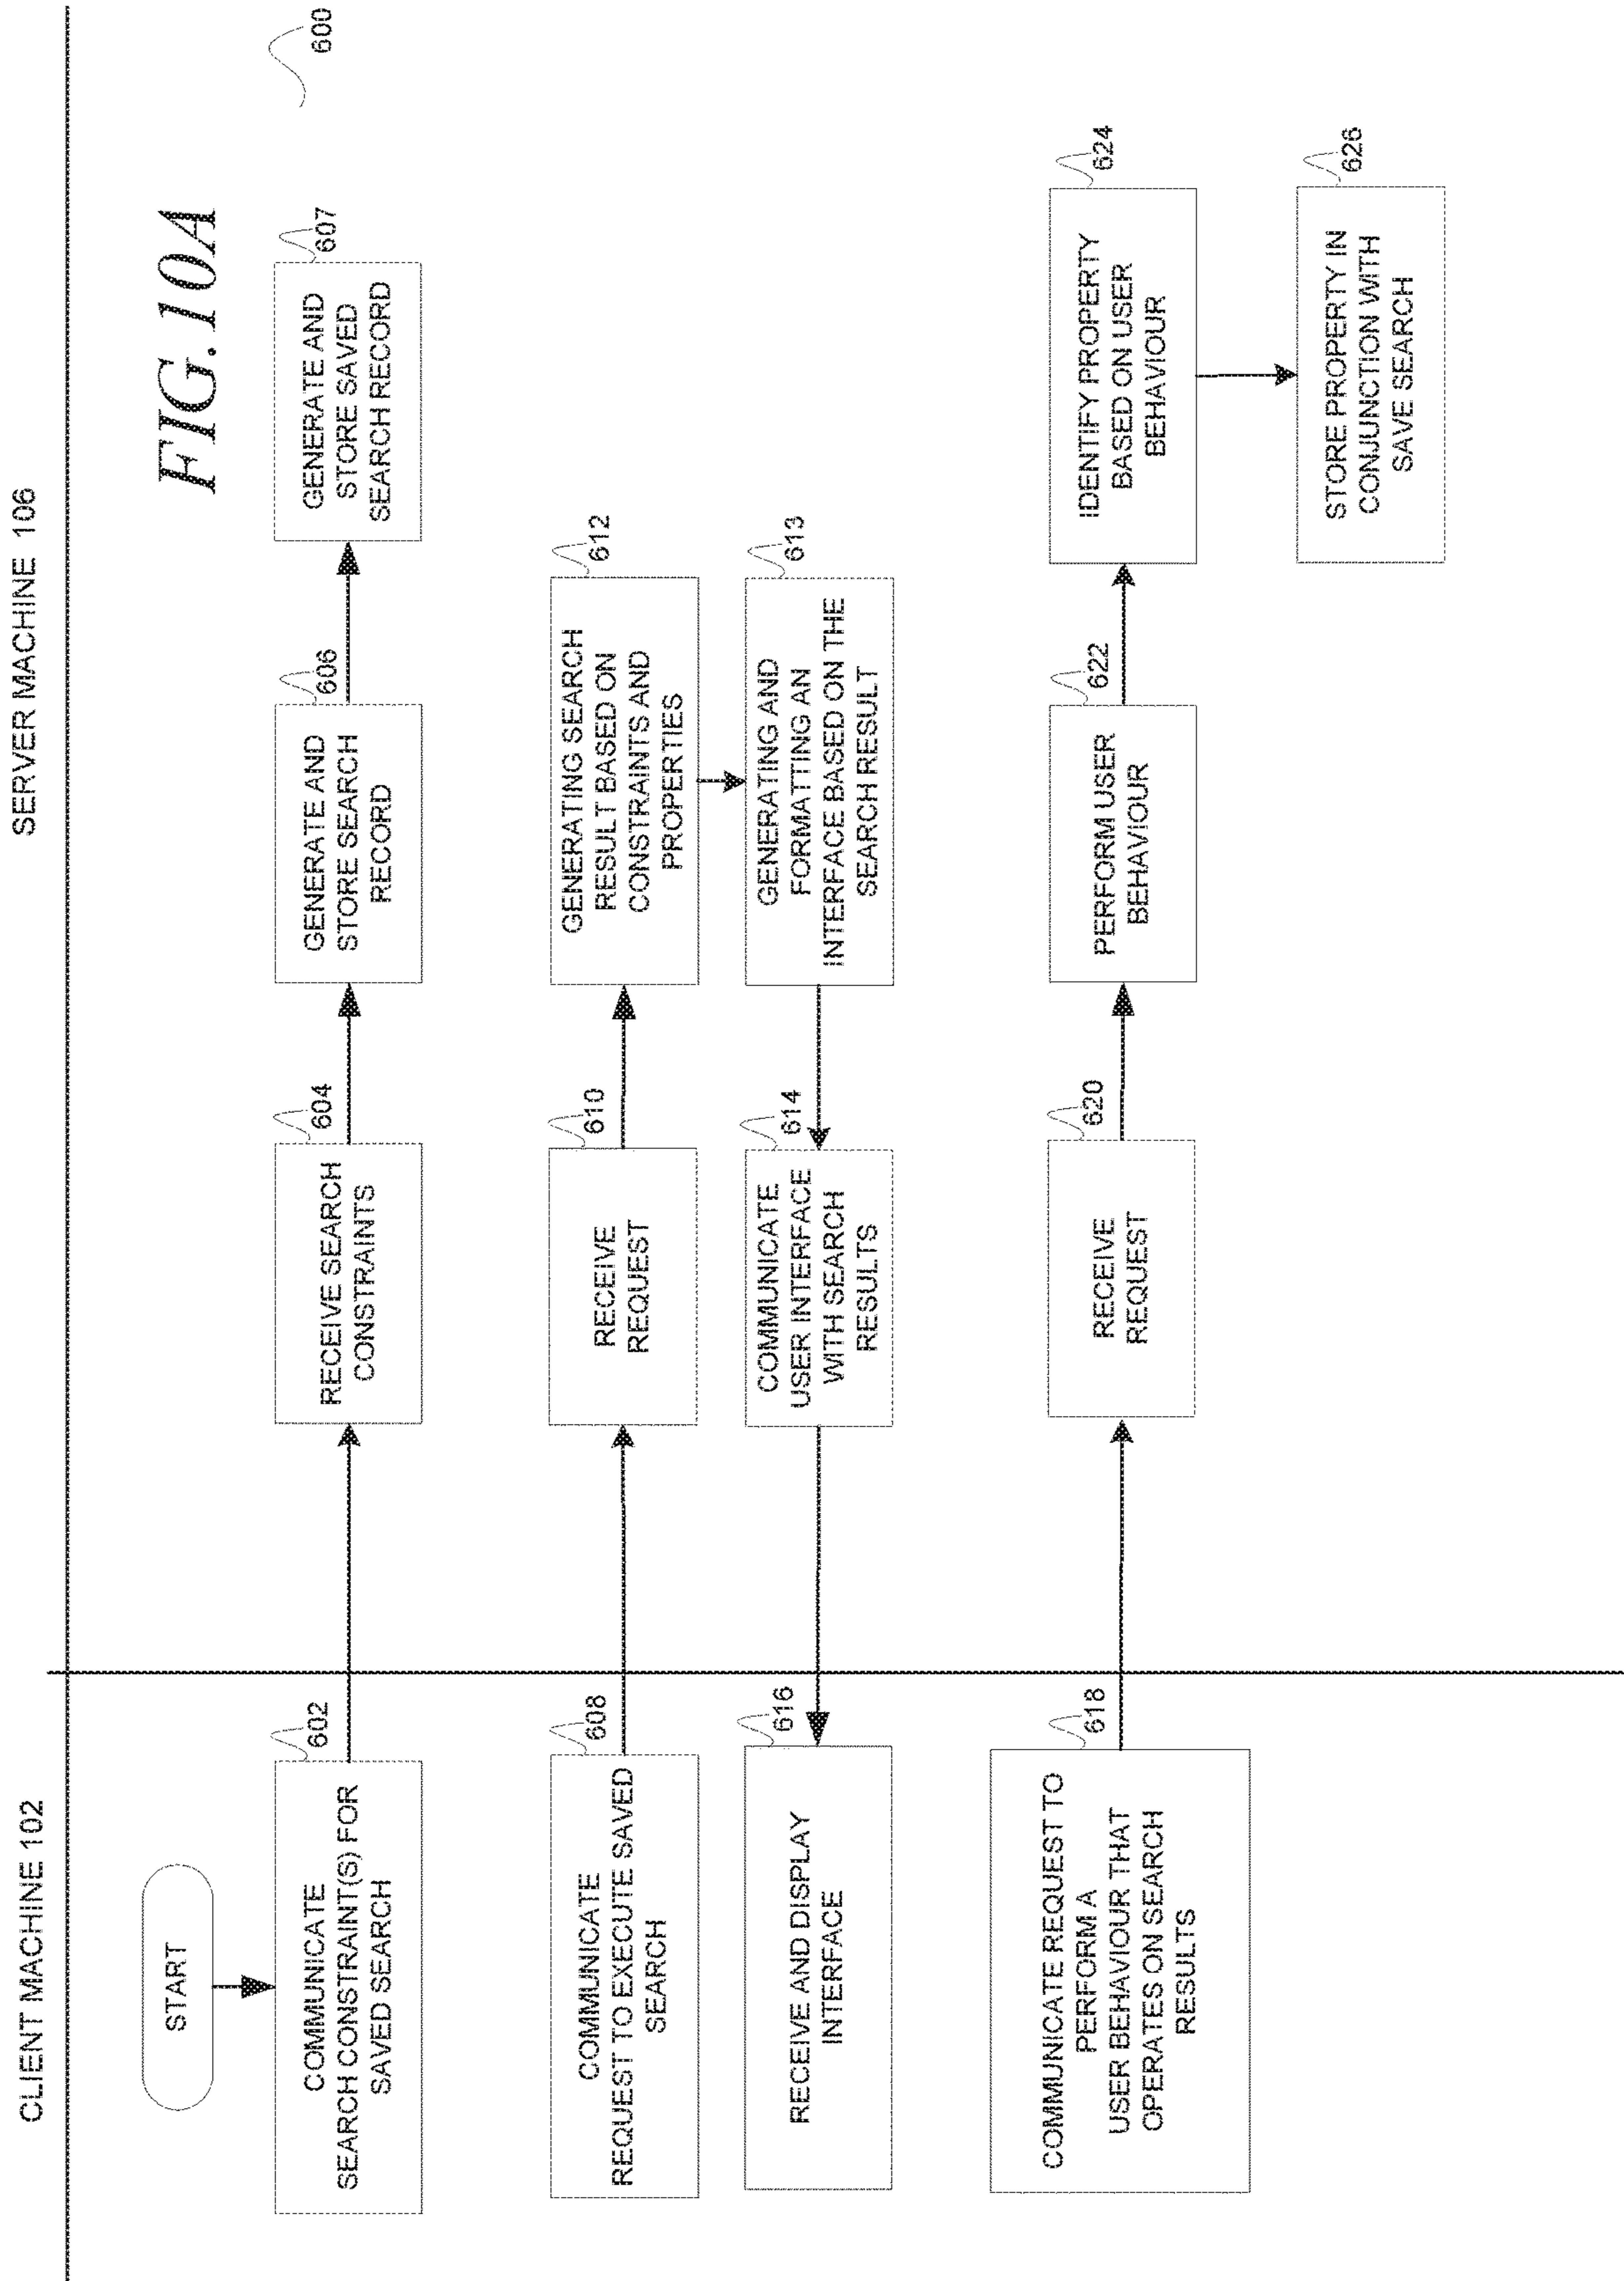 CLIENT MACHINE 102
SERVER MACHINE 106
FIG.10A
600
START
602
COMMUNICATE
SEARCH CONSTRAINT(S) FOR
SAVED SEARCH
604
RECEIVE SEARCH
CONSTRAINTS
606
GENERATE AND
STORE SEARCH
RECORD
607
GENERATE AND
STORE SAVED
SEARCH RECORD
608
COMMUNICATE
REQUEST TO EXECUTE SAVED
SEARCH
610
RECEIVE
REQUEST
612
GENERATING SEARCH
RESULT BASED ON
CONSTRAINTS AND
PROPERTIES
616
RECEIVE AND DISPLAY
INTERFACE
614
COMMUNICATE
USER INTERFACE
WITH SEARCH
RESULTS
613
GENERATING AND
FORMATTING AN
INTERFACE BASED ON THE
SEARCH RESULT
618
COMMUNICATE REQUEST TO
PERFORM A
USER BEHAVIOUR THAT
OPERATES ON SEARCH
RESULTS
620
RECEIVE
REQUEST
622
PERFORM USER
BEHAVIOUR
624
IDENTIFY PROPERTY
BASED ON USER
BEHAVIOUR
626
STORE PROPERTY IN
CONJUNCTION WITH
SAVE SEARCH